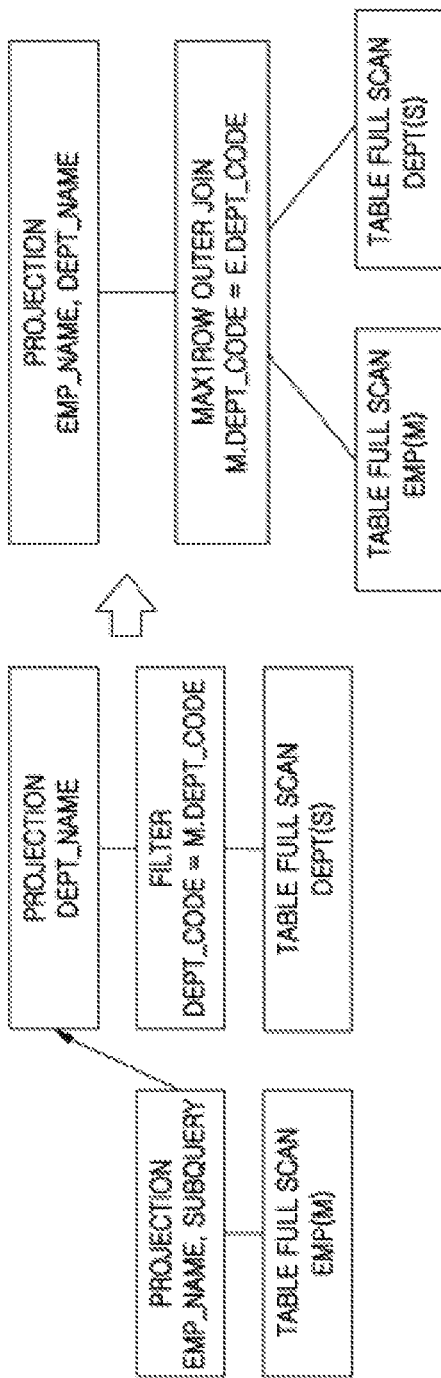 PROJECTION
EMP_NAME, SUBQUERY
TABLE FULL SCAN
EMP(M)
PROJECTION
DEPT_NAME
FILTER
DEPT_CODE = M.DEPT_CODE
TABLE FULL SCAN
DEPT(S)
PROJECTION
EMP_NAME, DEPT_NAME
MAX1ROW OUTER JOIN
M.DEPT_CODE = E.DEPT_CODE
TABLE FULL SCAN
EMP(M)
TABLE FULL SCAN
DEPT(S)